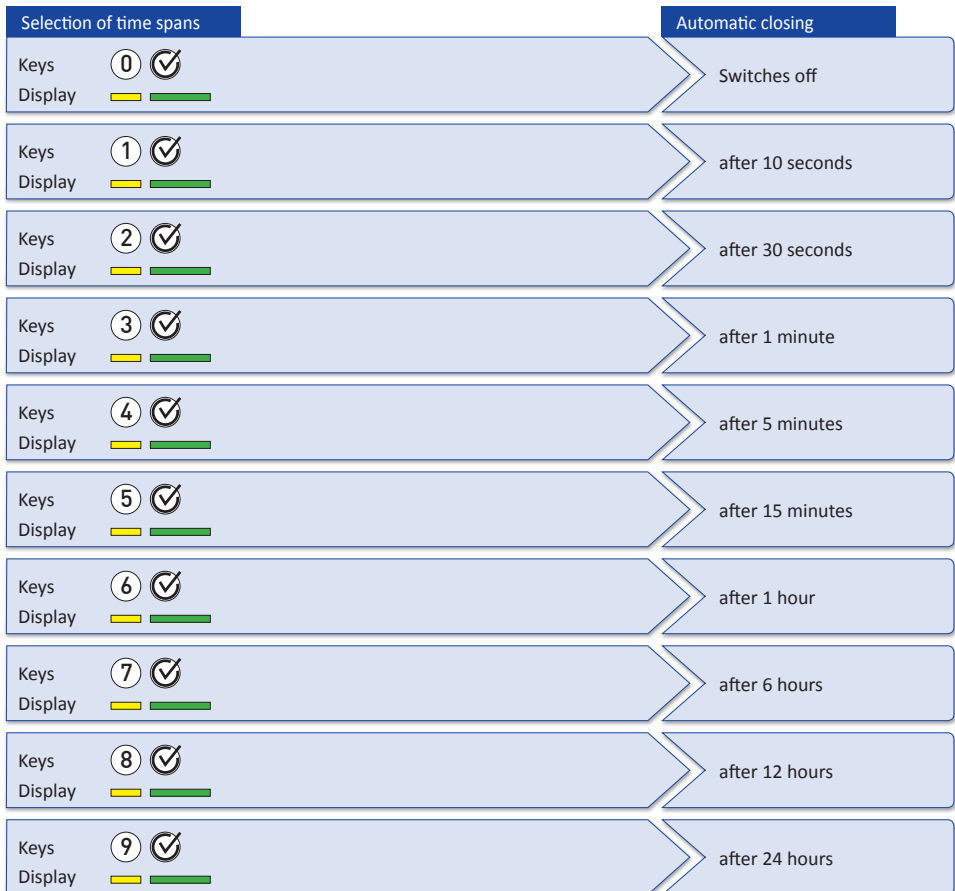 Selection of time spans Automatic closing
Keys 0
Display
Switches off
Keys 1
Display
after 10 seconds
Keys 2
Display
after 30 seconds
Keys 3
Display
after 1 minute
Keys 4
Display
after 5 minutes
Keys 5
Display
after 15 minutes
Keys 6
Display
after 1 hour
Keys 7
Display
after 6 hours
Keys 8
Display
after 12 hours
Keys 9
Display
after 24 hours